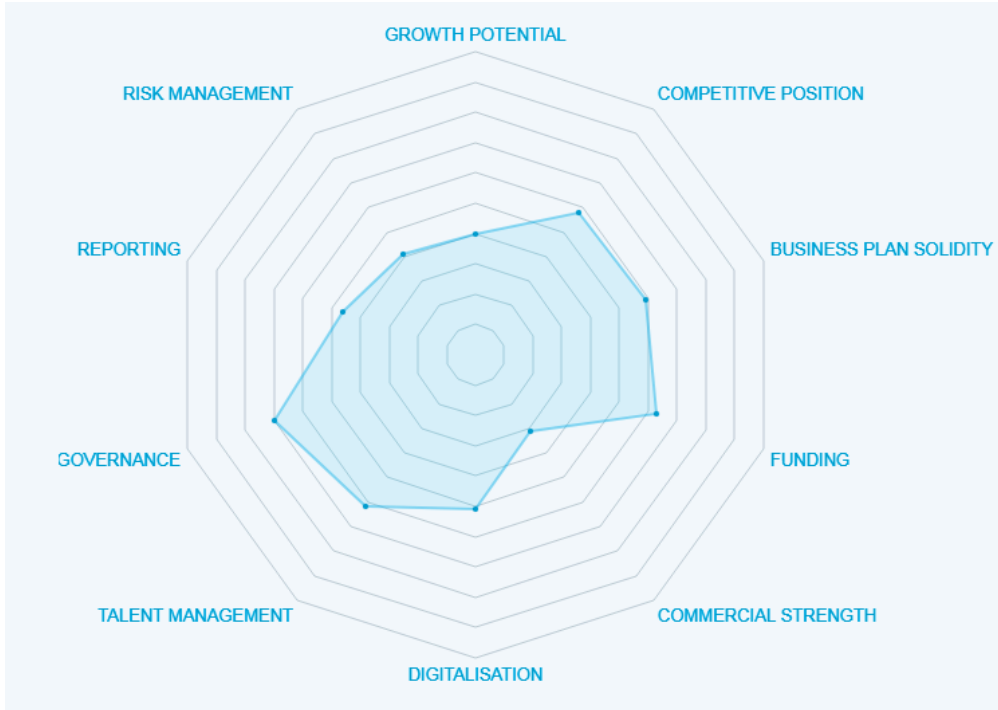 GROWTH POTENTIAL
RISK MANAGEMENT
COMPETITIVE POSITION
REPORTING
BUSINESS PLAN SOLIDITY
GOVERNANCE
FUNDING
TALENT MANAGEMENT
COMMERCIAL STRENGTH
DIGITALISATION